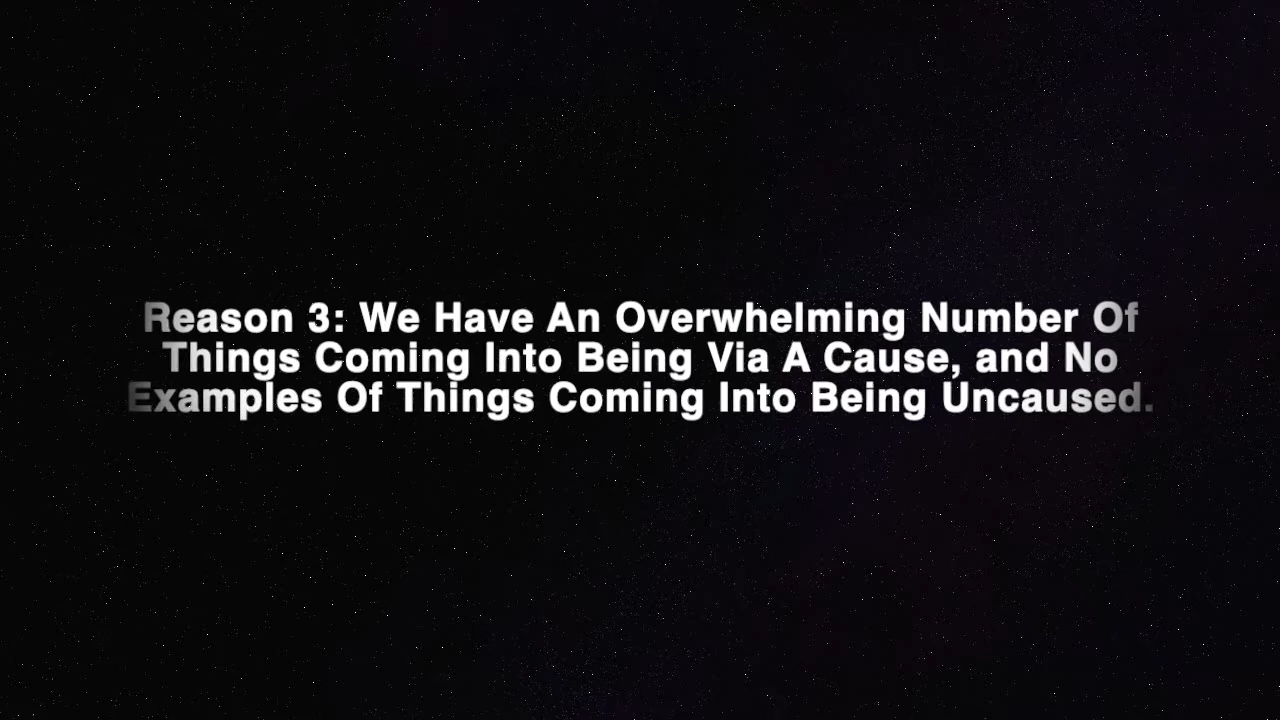 Reason 3: We Have An Overwhelming Number Of
Things Coming Into Being Via A Cause, and No
Examples Of Things Coming Into Being Uncaused.